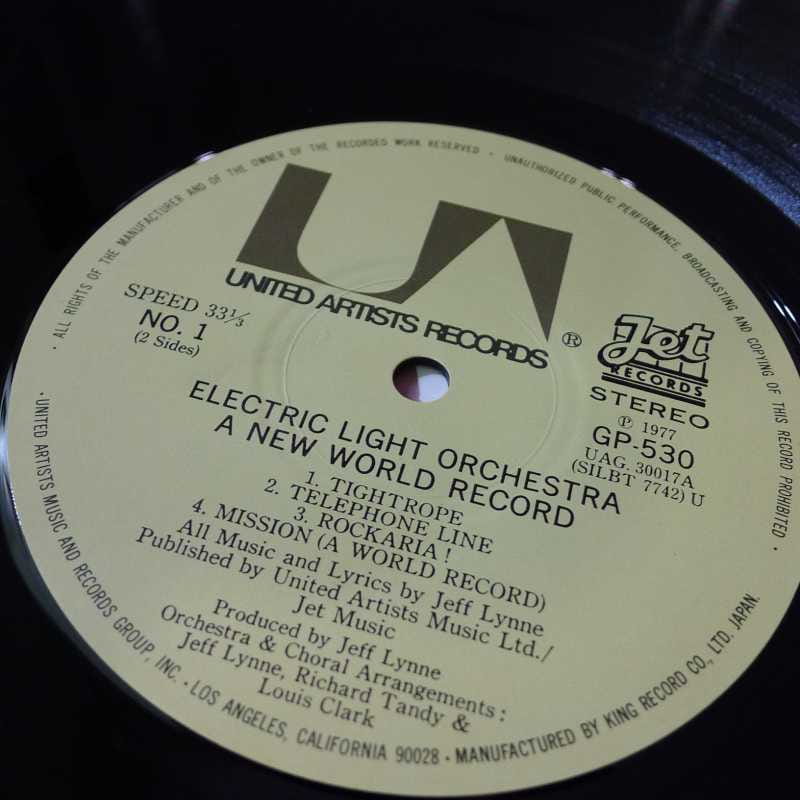 · ALL RIGHTS OF THE MANUFACTURER AND OF THE OWNER OF THE RECORDED WORK RESERVED · UNAUTHORIZED PUBLIC PERFORMANCE, BROADCASTING AND COPYING OF THIS RECORD PROHIBITED ·
UA
UNITED ARTISTS RECORDS ®
SPEED 33⅓
NO. 1
(2 Sides)
Jet
RECORDS
STEREO
Ⓟ 1977
GP-530
UAG. 30017A
(SILBT 7742) U
ELECTRIC LIGHT ORCHESTRA
A NEW WORLD RECORD
1. TIGHTROPE
2. TELEPHONE LINE
3. ROCKARIA!
4. MISSION (A WORLD RECORD)
All Music and Lyrics by Jeff Lynne
Published by United Artists Music Ltd./
Jet Music
Produced by Jeff Lynne
Orchestra & Choral Arrangements:
Jeff Lynne, Richard Tandy &
Louis Clark
· UNITED ARTISTS MUSIC AND RECORDS GROUP, INC. · LOS ANGELES, CALIFORNIA 90028 · MANUFACTURED BY KING RECORD CO., LTD. JAPAN.